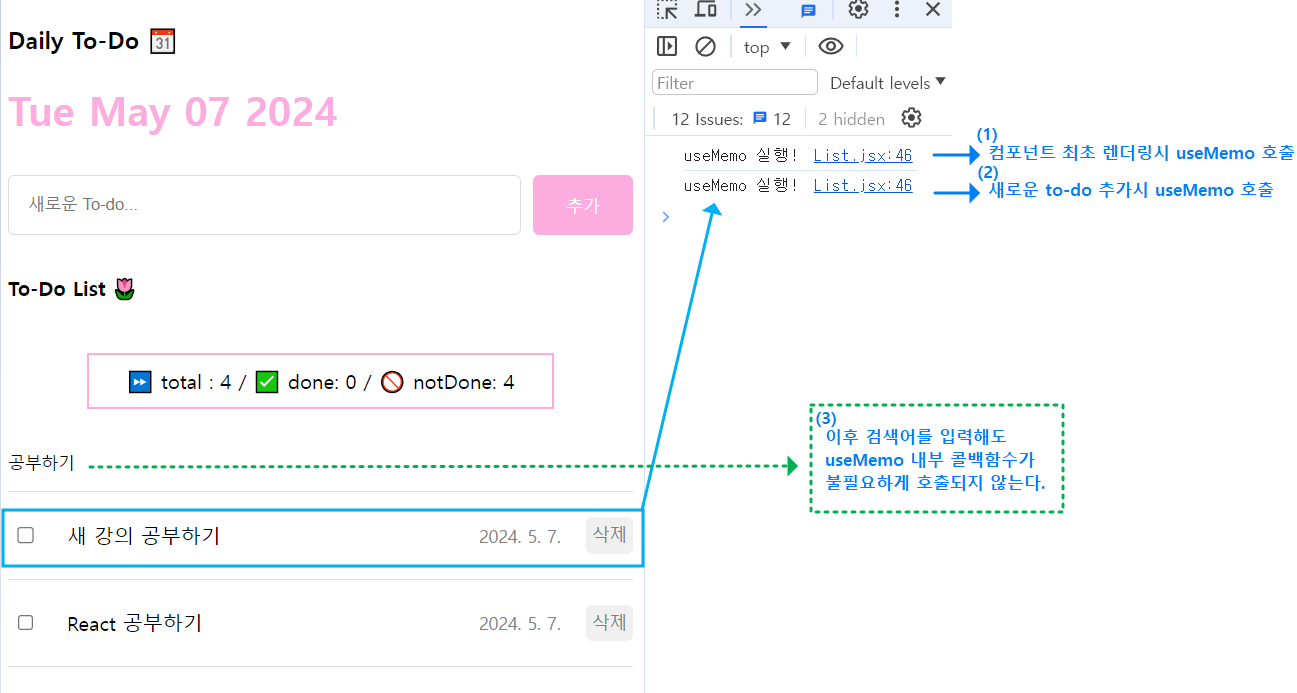 Daily To-Do 📅
Tue May 07 2024
새로운 To-do...
추가
To-Do List 🌷
⏩ total : 4 / ✅ done: 0 / 🚫 notDone: 4
공부하기
새 강의 공부하기 2024. 5. 7. 삭제
React 공부하기 2024. 5. 7. 삭제
top ▼
Filter Default levels ▼
12 Issues: 12 2 hidden
useMemo 실행! List.jsx:46
useMemo 실행! List.jsx:46
(1)
컴포넌트 최초 렌더링시 useMemo 호출
(2)
새로운 to-do 추가시 useMemo 호출
(3)
이후 검색어를 입력해도
useMemo 내부 콜백함수가
불필요하게 호출되지 않는다.